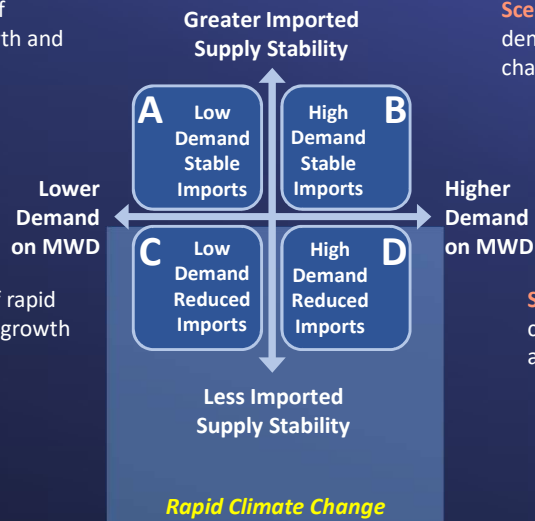 f
th and
Greater Imported
Supply Stability
Sce
den
cha
A
Low
Demand
Stable
Imports
High
Demand
Stable
Imports
B
Lower
Demand
on MWD
Higher
Demand
on MWD
C
Low
Demand
Reduced
Imports
High
Demand
Reduced
Imports
D
f rapid
growth
S
a
Less Imported
Supply Stability
Rapid Climate Change